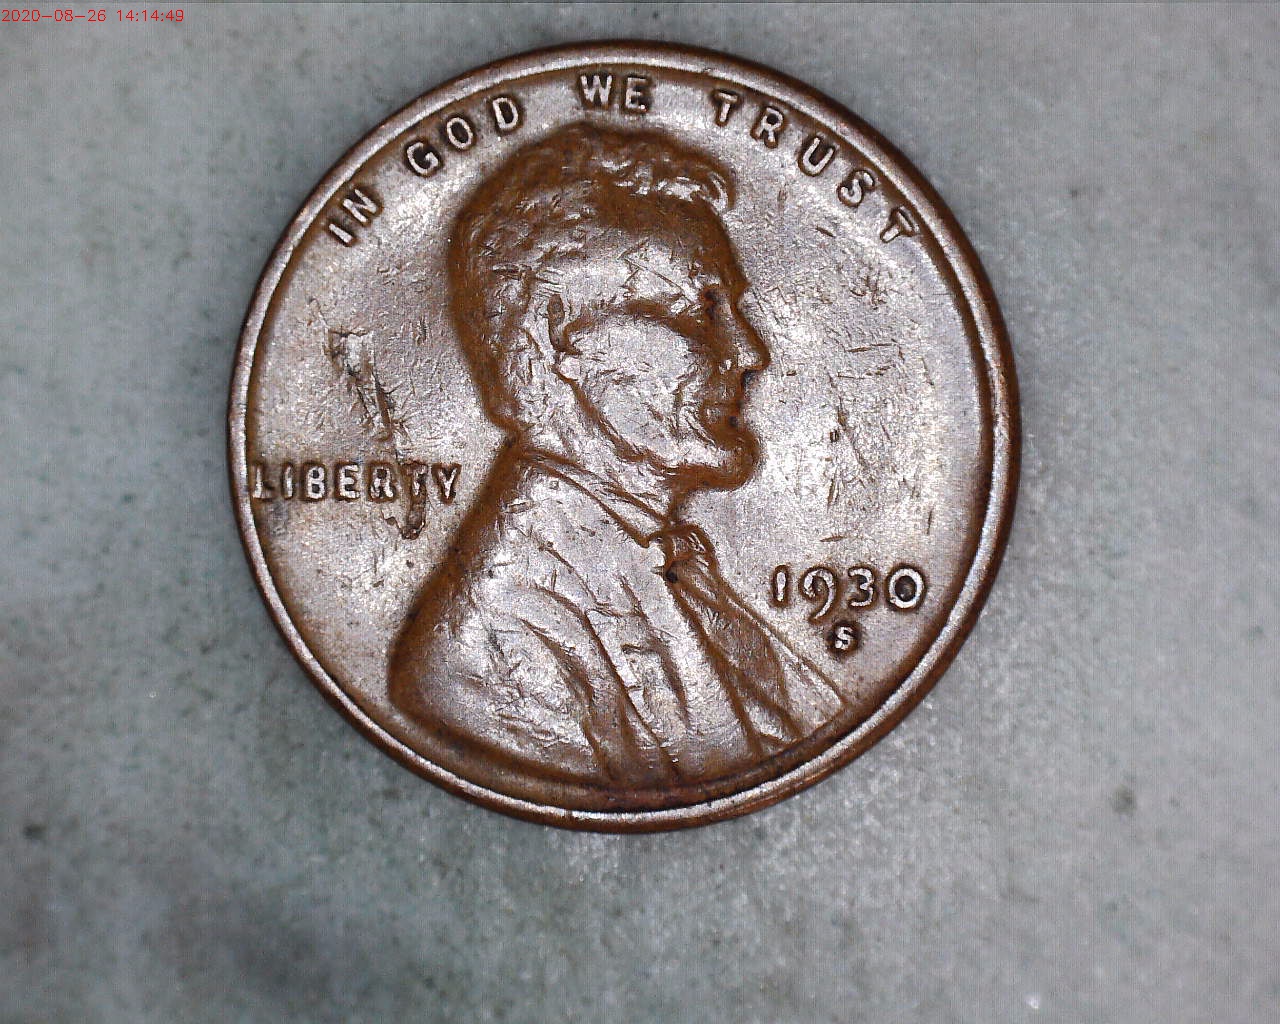 2020-08-26 14:14:49
IN GOD WE TRUST
LIBERTY
1930
S